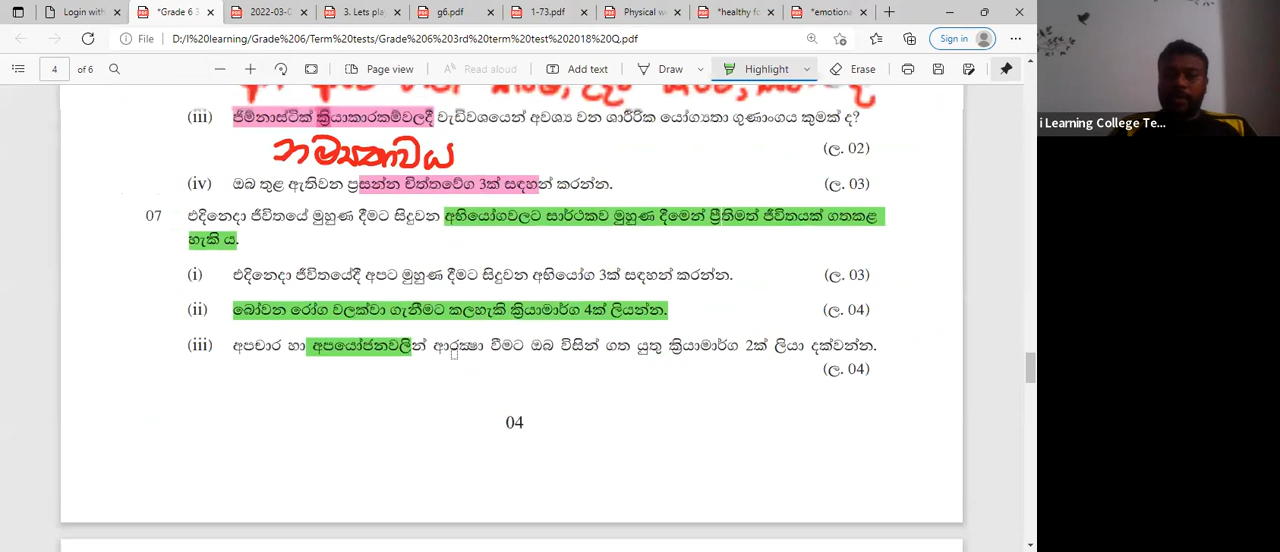 Login with
*Grade 6 3
2022-03-0
3. Lets pla
g6.pdf
1-73.pdf
Physical w
*healthy fo
*emotiona
File
D:/I%20learning/Grade%206/Term%20tests/Grade%206%203rd%20term%20test%202018%20Q.pdf
Sign in
4 of 6
Page view
Read aloud
Add text
Draw
Highlight
Erase
(iii) ජිම්නාස්ටික් ක්‍රියාකාරකම්වලදී වැඩිවශයෙන් අවශ්‍ය වන ශාරීරික යෝග්‍යතා ගුණාංගය කුමක් ද?
නම්‍යතාවය
(ල. 02)
(iv) ඔබ තුළ ඇතිවන ප්‍රසන්න චිත්තවේග 3ක් සඳහන් කරන්න. (ල. 03)
07 එදිනෙදා ජීවිතයේ මුහුණ දීමට සිදුවන අභියෝගවලට සාර්ථකව මුහුණ දීමෙන් ප්‍රීතිමත් ජීවිතයක් ගතකළ
හැකි ය.
(i) එදිනෙදා ජීවිතයේදී අපට මුහුණ දීමට සිදුවන අභියෝග 3ක් සඳහන් කරන්න. (ල. 03)
(ii) බෝවන රෝග වලක්වා ගැනීමට කලහැකි ක්‍රියාමාර්ග 4ක් ලියන්න. (ල. 04)
(iii) අපචාර හා අපයෝජනවලින් ආරක්‍ෂා වීමට ඔබ විසින් ගත යුතු ක්‍රියාමාර්ග 2ක් ලියා දක්වන්න.
(ල. 04)
04
i Learning College Te...